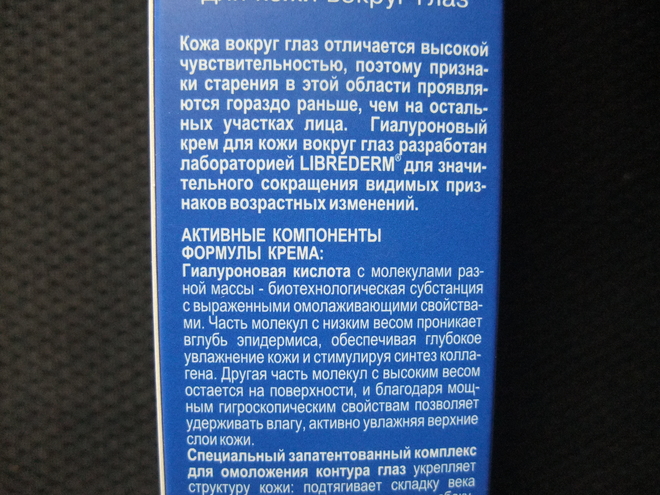 для кожи вокруг глаз
Кожа вокруг глаз отличается высокой
чувствительностью, поэтому призна-
ки старения в этой области проявля-
ются гораздо раньше, чем на осталь-
ных участках лица. Гиалуроновый
крем для кожи вокруг глаз разработан
лабораторией LIBREDERM® для значи-
тельного сокращения видимых приз-
наков возрастных изменений.
АКТИВНЫЕ КОМПОНЕНТЫ
ФОРМУЛЫ КРЕМА:
Гиалуроновая кислота с молекулами раз-
ной массы - биотехнологическая субстанция
с выраженными омолаживающими свойства-
ми. Часть молекул с низким весом проникает
вглубь эпидермиса, обеспечивая глубокое
увлажнение кожи и стимулируя синтез колла-
гена. Другая часть молекул с высоким весом
остается на поверхности, и благодаря мощ-
ным гигроскопическим свойствам позволяет
удерживать влагу, активно увлажняя верхние
слои кожи.
Специальный запатентованный комплекс
для омоложения контура глаз укрепляет
структуру кожи: подтягивает складку века